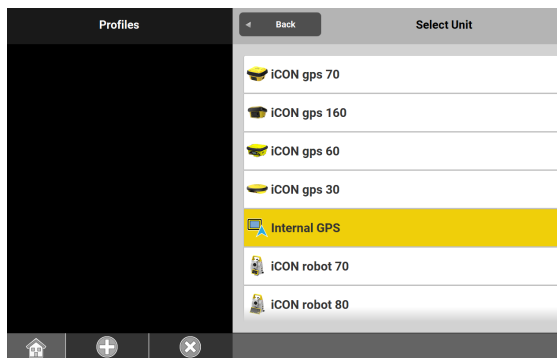 Profiles
Back
Select Unit
iCON gps 70
iCON gps 160
iCON gps 60
iCON gps 30
Internal GPS
iCON robot 70
iCON robot 80